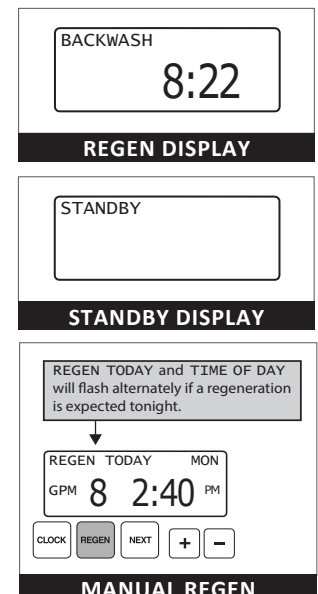 BACKWASH
8:22
REGEN DISPLAY
STANDBY
STANDBY DISPLAY
REGEN TODAY and TIME OF DAY
will flash alternately if a regeneration
is expected tonight.
REGEN TODAY MON
GPM 8 2:40 PM
CLOCK REGEN NEXT + −
MANUAL REGEN